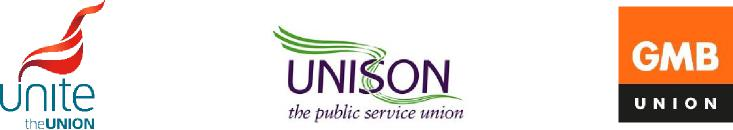 unite
theUNION
UNISON
the public service union
GMB
UNION